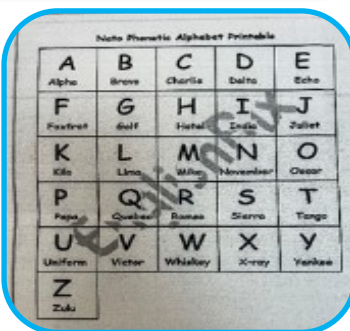 Nato Phonetic Alphabet Printable
A B C D E
Alpha Bravo Charlie Delta Echo
F G H I J
Foxtrot Golf Hotel India Juliet
K L M N O
Kilo Lima Mike November Oscar
P Q R S T
Papa Quebec Romeo Sierra Tango
U V W X Y
Uniform Victor Whiskey X-ray Yankee
Z
Zulu
EnglishFix